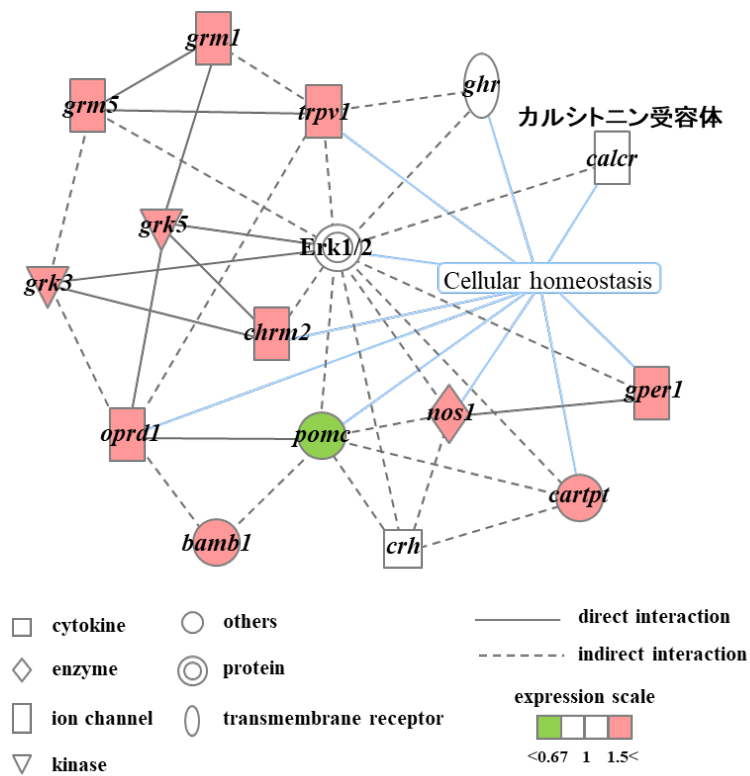 grm1
grm5
trpv1
ghr
カルシトニン受容体
calcr
grk5
Erk1/2
grk3
Cellular homeostasis
chrm2
gper1
nos1
oprd1
pomc
cartpt
bamb1
crh
cytokine
others
direct interaction
enzyme
protein
indirect interaction
ion channel
transmembrane receptor
expression scale
kinase
<0.67 1 1.5<